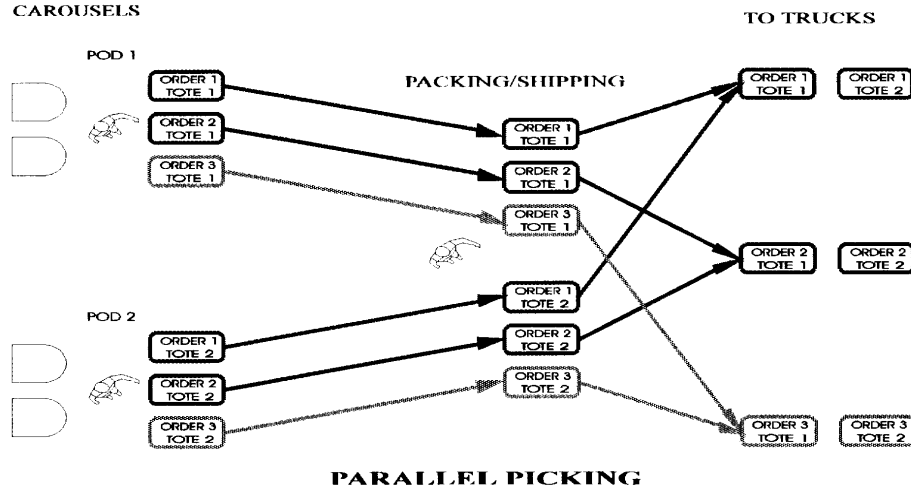 CAROUSELS
TO TRUCKS
POD 1
PACKING/SHIPPING
ORDER 1
TOTE 1
ORDER 2
TOTE 1
ORDER 3
TOTE 1
ORDER 1
TOTE 1
ORDER 2
TOTE 1
ORDER 3
TOTE 1
ORDER 1
TOTE 1
ORDER 1
TOTE 2
ORDER 2
TOTE 1
ORDER 2
TOTE 2
POD 2
ORDER 1
TOTE 2
ORDER 2
TOTE 2
ORDER 3
TOTE 2
ORDER 1
TOTE 2
ORDER 2
TOTE 2
ORDER 3
TOTE 2
ORDER 3
TOTE 1
ORDER 3
TOTE 2
PARALLEL PICKING